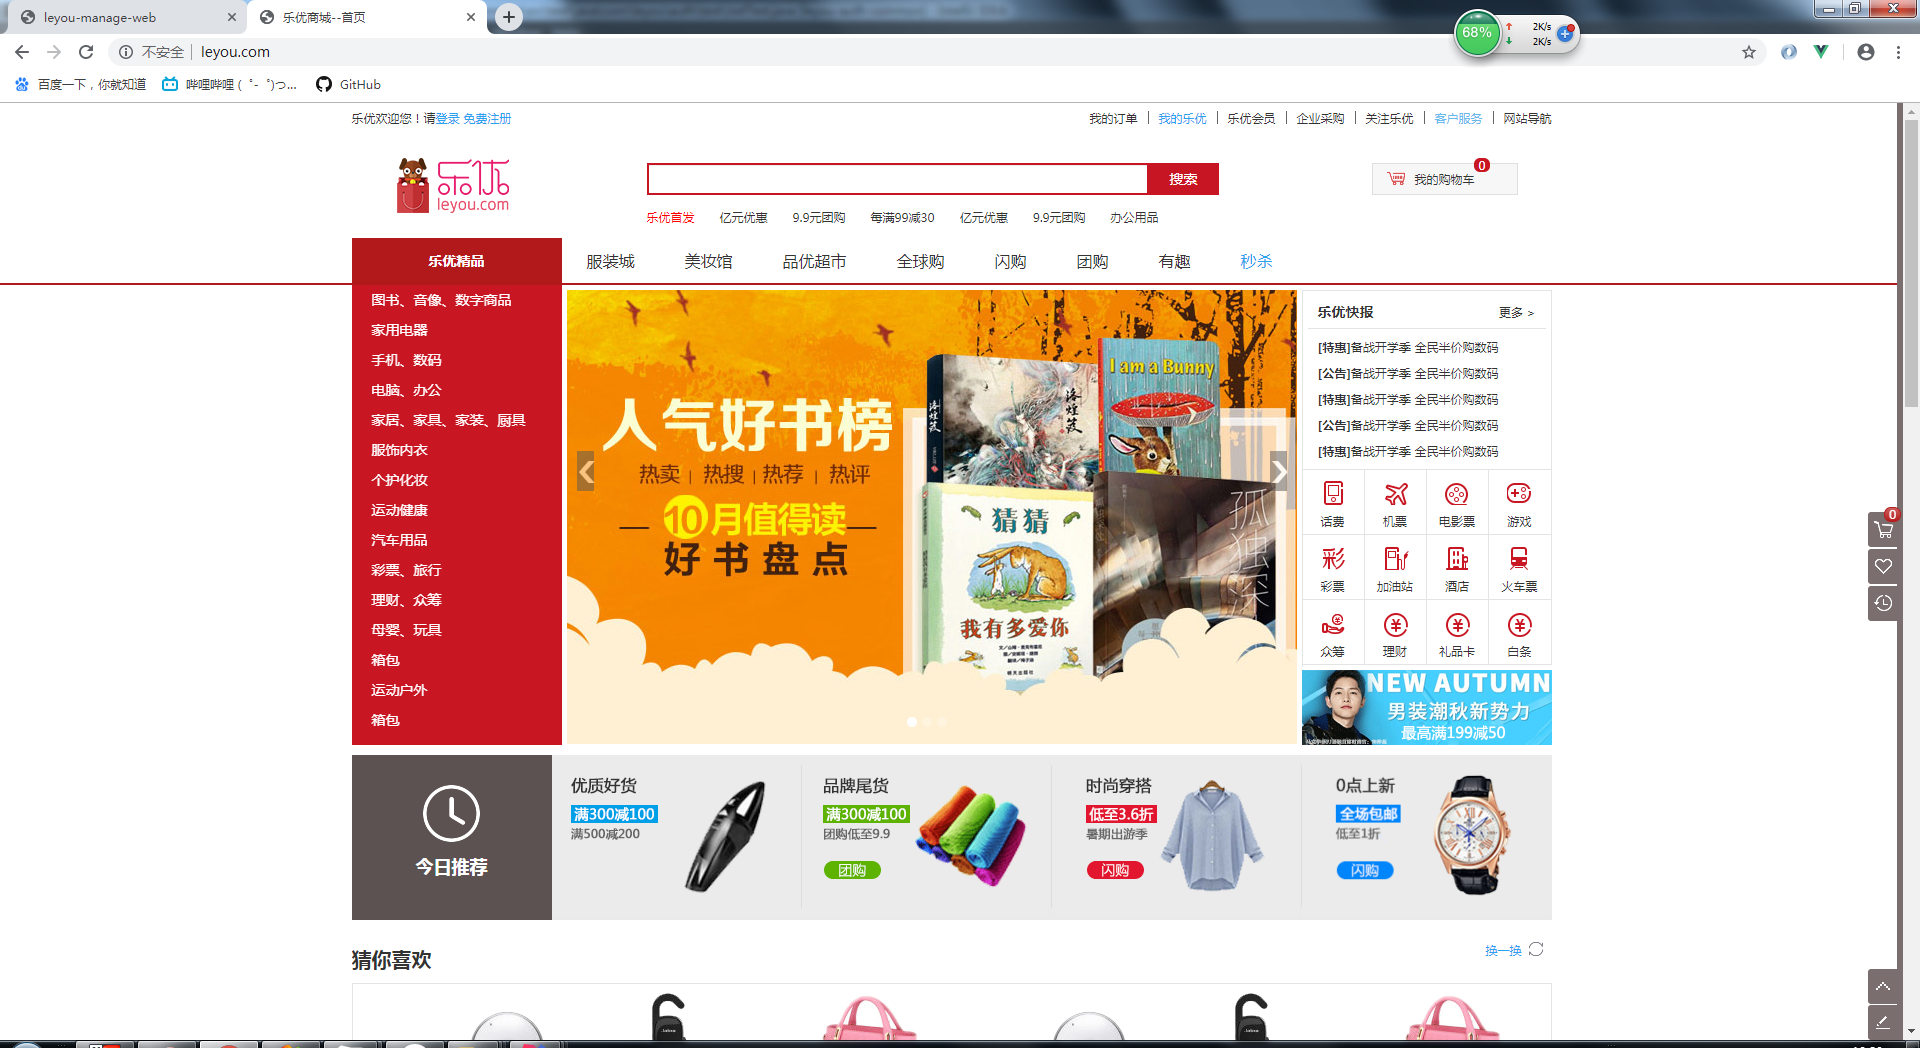 leyou-manage-web
乐优商城--首页
68%
2K/s
2K/s
不安全 leyou.com
百度一下，你就知道
哔哩哔哩 ( ゜- ゜)つ...
GitHub
乐优欢迎您！请登录 免费注册
我的订单 我的乐优 乐优会员 企业采购 关注乐优 客户服务 网站导航
乐优
leyou.com
搜索
我的购物车 0
乐优首发 亿元优惠 9.9元团购 每满99减30 亿元优惠 9.9元团购 办公用品
乐优精品 服装城 美妆馆 品优超市 全球购 闪购 团购 有趣 秒杀
图书、音像、数字商品
家用电器
手机、数码
电脑、办公
家居、家具、家装、厨具
服饰内衣
个护化妆
运动健康
汽车用品
彩票、旅行
理财、众筹
母婴、玩具
箱包
运动户外
箱包
人气好书榜
热卖 | 热搜 | 热荐 | 热评
10月值得读
好书盘点
洛煌笈
洛煌笈
I am a Bunny
猜猜
我有多爱你
明天出版社
孤独深
乐优快报 更多 >
[特惠]备战开学季 全民半价购数码
[公告]备战开学季 全民半价购数码
[特惠]备战开学季 全民半价购数码
[公告]备战开学季 全民半价购数码
[特惠]备战开学季 全民半价购数码
话费 机票 电影票 游戏
彩
彩票 加油站 酒店 火车票
众筹 理财 礼品卡 白条
NEW AUTUMN
男装潮秋新势力
最高满199减50
0
今日推荐
优质好货
满300减100
满500减200
品牌尾货
满300减100
团购低至9.9
团购
时尚穿搭
低至3.6折
暑期出游季
闪购
0点上新
全场包邮
低至1折
闪购
猜你喜欢
换一换